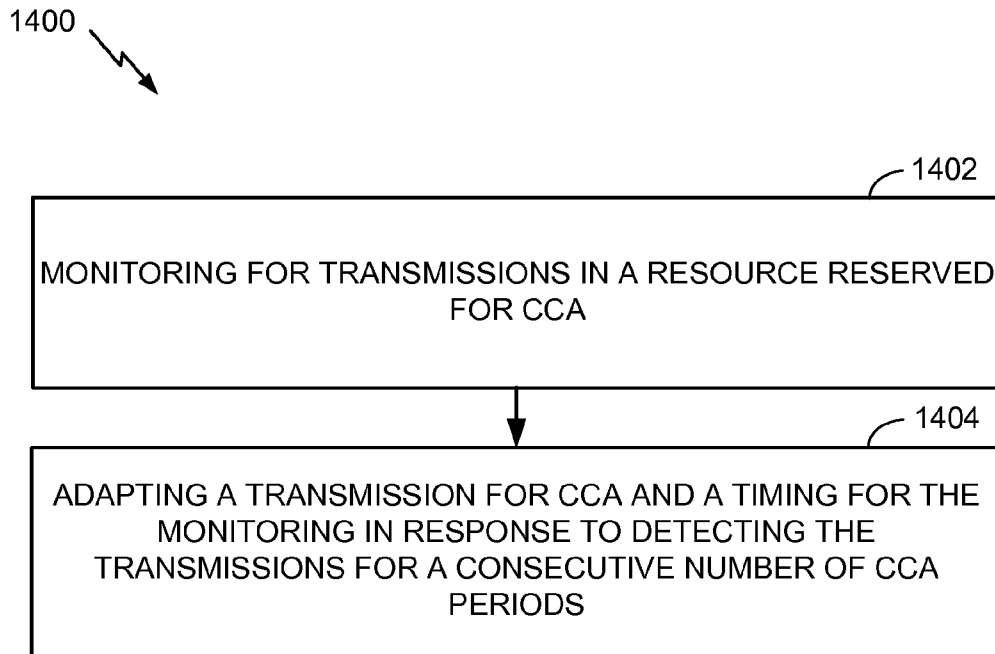 1400
1402
MONITORING FOR TRANSMISSIONS IN A RESOURCE RESERVED
FOR CCA
1404
ADAPTING A TRANSMISSION FOR CCA AND A TIMING FOR THE
MONITORING IN RESPONSE TO DETECTING THE
TRANSMISSIONS FOR A CONSECUTIVE NUMBER OF CCA
PERIODS